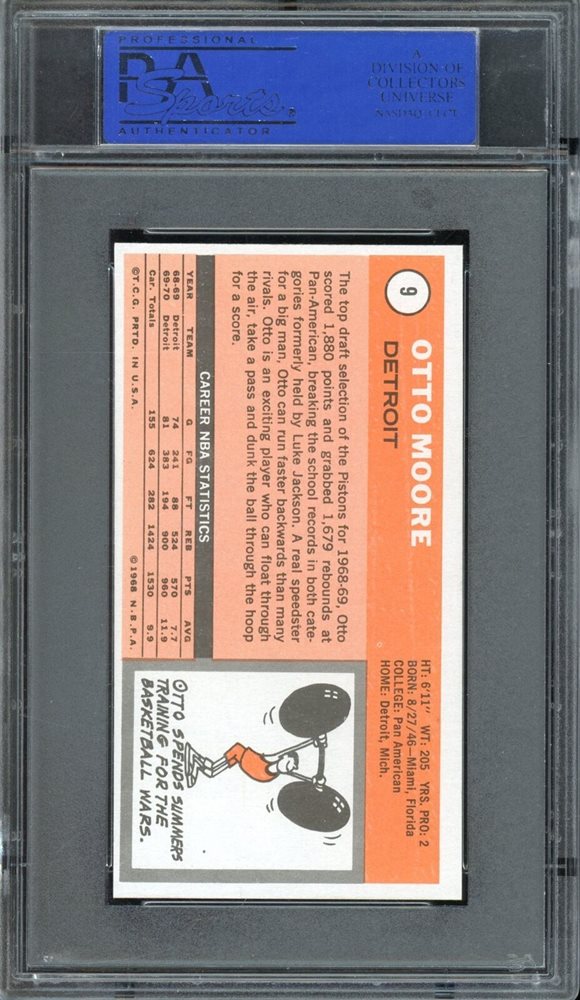 PROFESSIONAL
PSA
Sports
AUTHENTICATOR
A
DIVISION OF
COLLECTORS
UNIVERSE
NASDAQ: CLCT
9
OTTO MOORE
DETROIT
HT: 6'11" WT: 205 YRS. PRO: 2
BORN: 8/27/46—Miami, Florida
COLLEGE: Pan American
HOME: Detroit, Mich.
The top draft selection of the Pistons for 1968-69, Otto
scored 1,880 points and grabbed 1,679 rebounds at
Pan-American, breaking the school records in both cate-
gories formerly held by Luke Jackson. A real speedster
for a big man, Otto can run faster backwards than many
rivals. Otto is an exciting player who can float through
the air, take a pass and dunk the ball through the hoop
for a score.
CAREER NBA STATISTICS
YEAR TEAM G FG FT REB PTS AVG
68-69 Detroit 74 241 88 524 570 7.7
69-70 Detroit 81 383 194 900 960 11.9
Car. Totals 155 624 282 1424 1530 9.9
©T.C.G. PRTD. IN U.S.A. ©1968 N.B.P.A.
OTTO SPENDS SUMMERS
TRAINING FOR THE
BASKETBALL WARS.